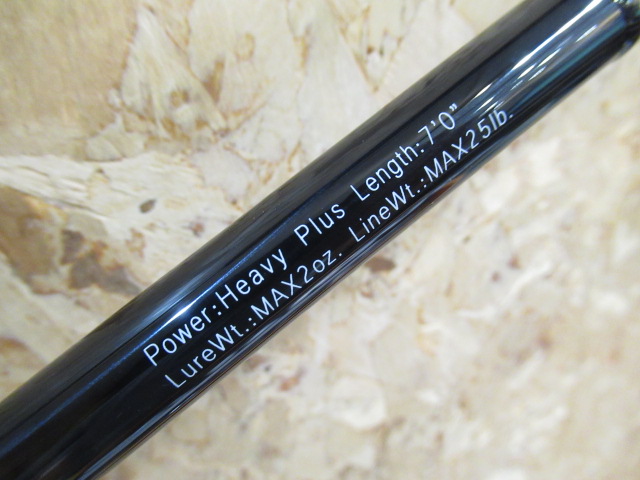 Power:Heavy Plus Length:7'0"
LureWt.:MAX2oz. LineWt.:MAX25lb.